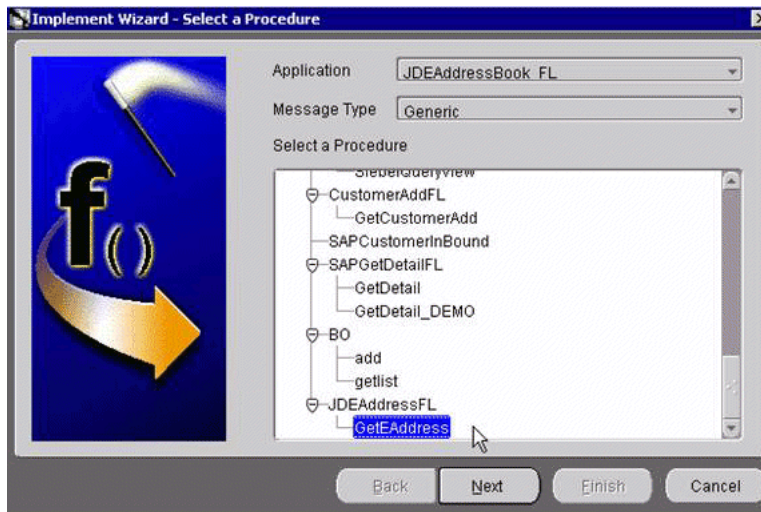 Implement Wizard - Select a Procedure
Application JDEAddressBook_FL
Message Type Generic
Select a Procedure
SiebelQueryView
CustomerAddFL
GetCustomerAdd
SAPCustomerInBound
SAPGetDetailFL
GetDetail
GetDetail_DEMO
BO
add
getlist
JDEAddressFL
GetEAddress
f()
Back Next Finish Cancel